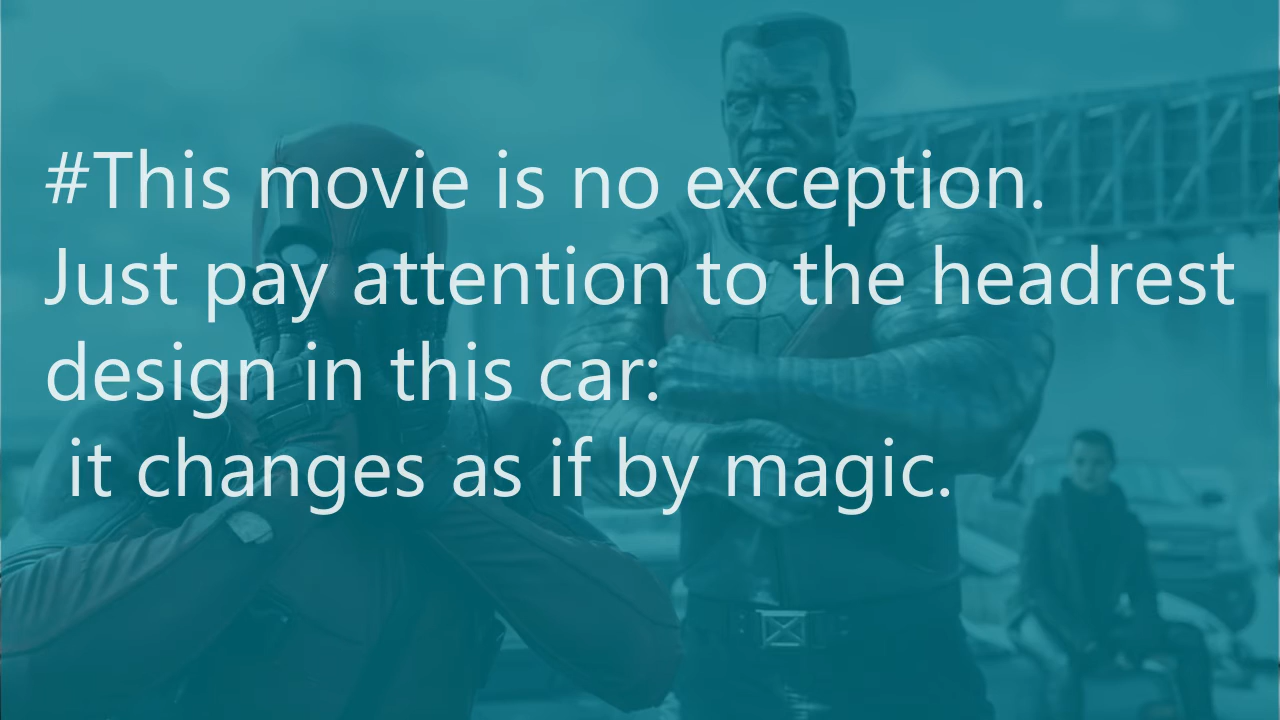 #This movie is no exception.
Just pay attention to the headrest
design in this car:
it changes as if by magic.